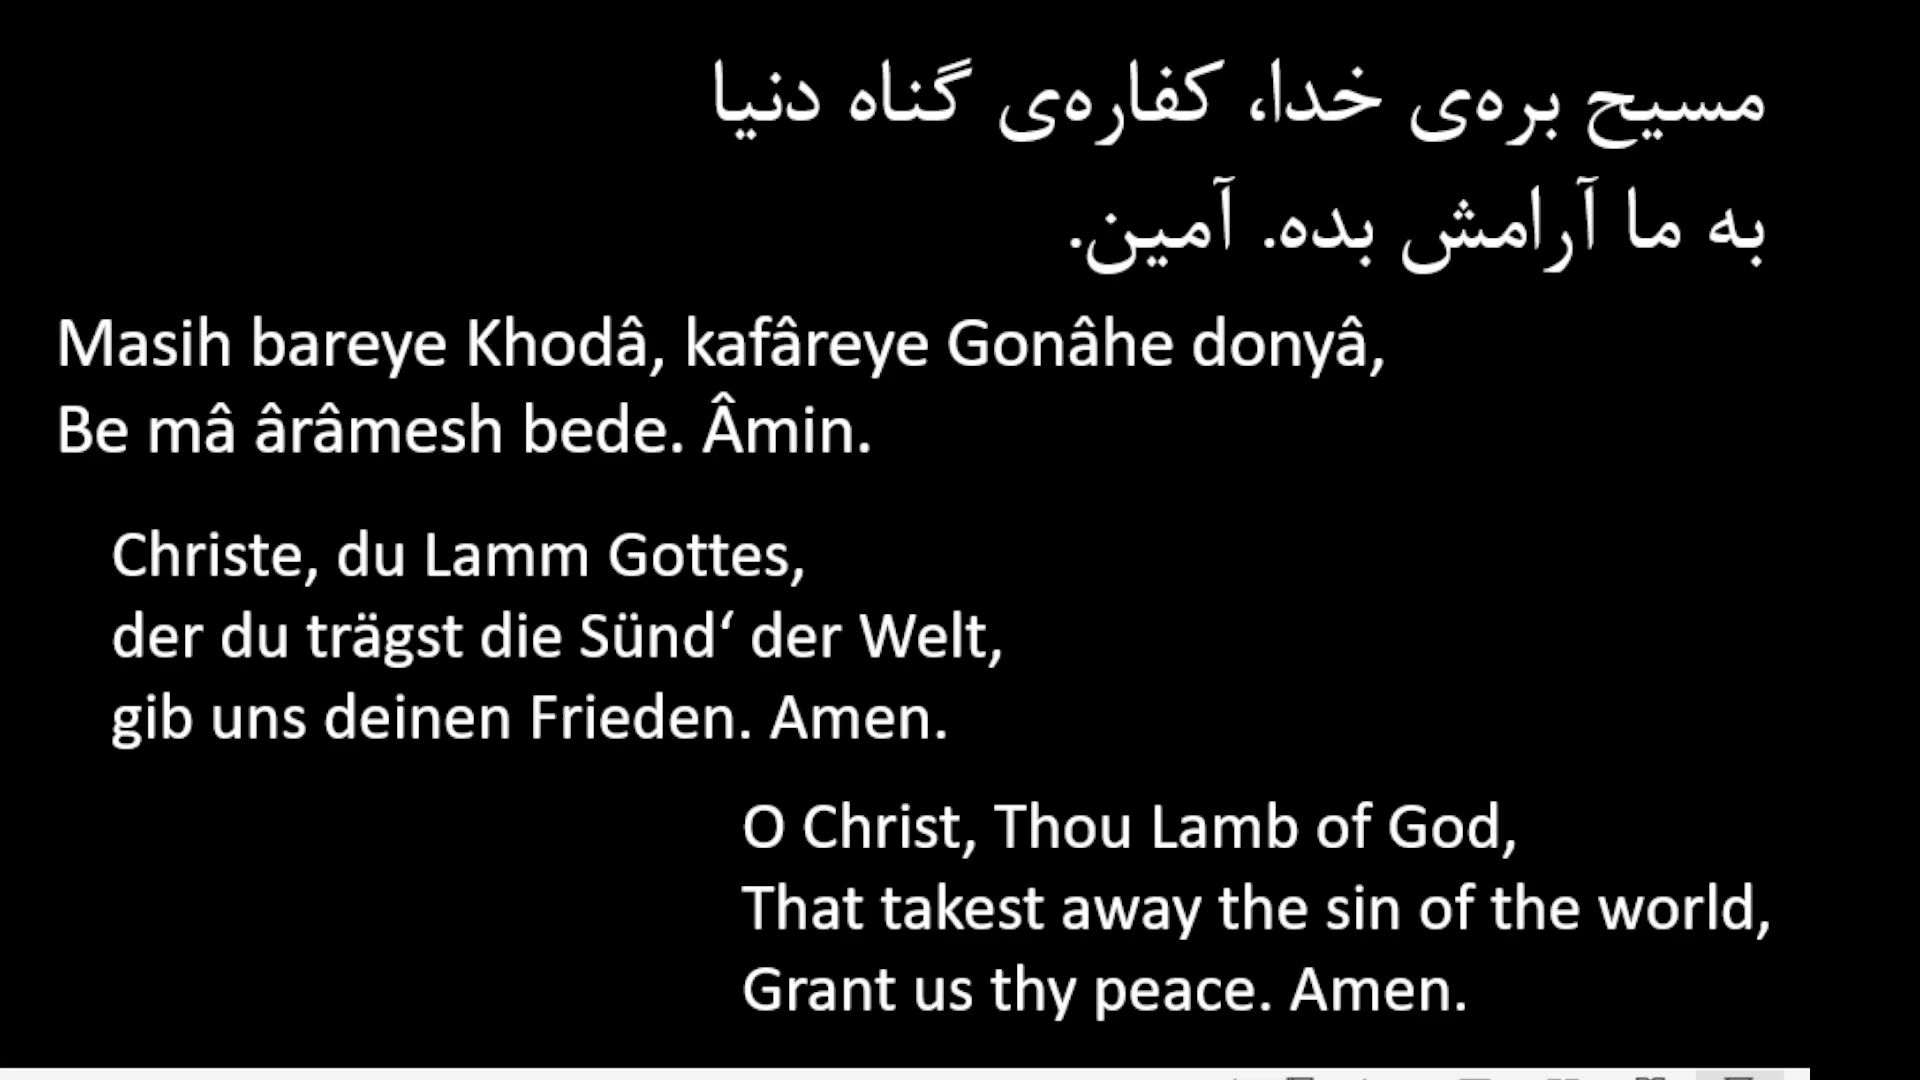 مسیح بره‌ی خدا، کفاره‌ی گناه دنیا
به ما آرامش بده. آمین.
Masih bareye Khodâ, kafâreye Gonâhe donyâ,
Be mâ ârâmesh bede. Âmin.
Christe, du Lamm Gottes,
der du trägst die Sünd‘ der Welt,
gib uns deinen Frieden. Amen.
O Christ, Thou Lamb of God,
That takest away the sin of the world,
Grant us thy peace. Amen.